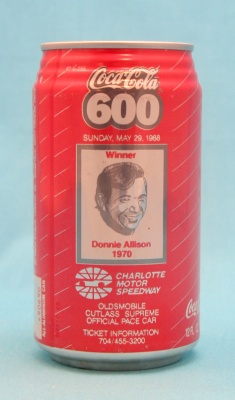 Coca-Cola
600
SUNDAY, MAY 29, 1988
Winner
Donnie Allison
1970
CHARLOTTE
MOTOR
SPEEDWAY
OLDSMOBILE
CUTLASS SUPREME
OFFICIAL PACE CAR
TICKET INFORMATION
704/455-3200